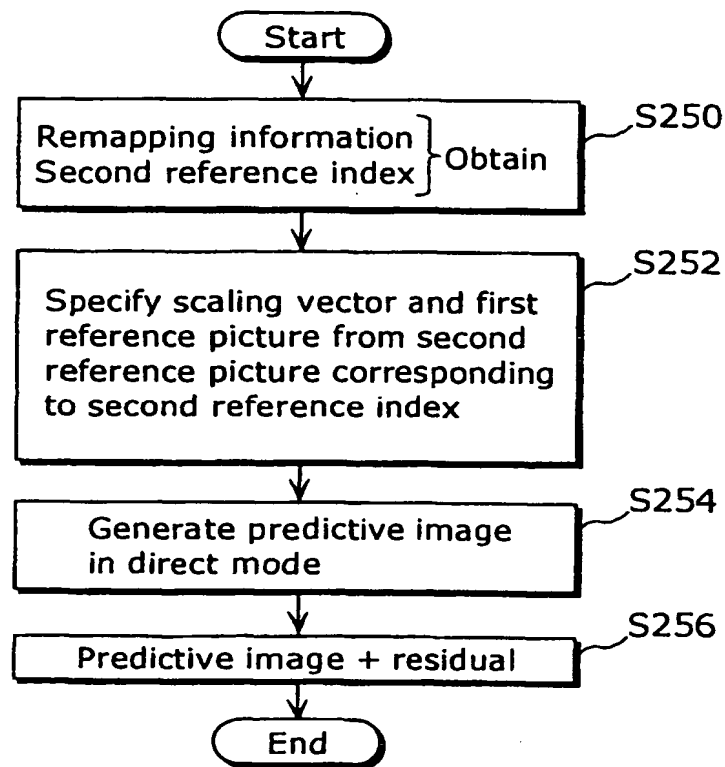 Start
S250
Remapping information
Second reference index
Obtain
S252
Specify scaling vector and first
reference picture from second
reference picture corresponding
to second reference index
S254
Generate predictive image
in direct mode
S256
Predictive image + residual
End